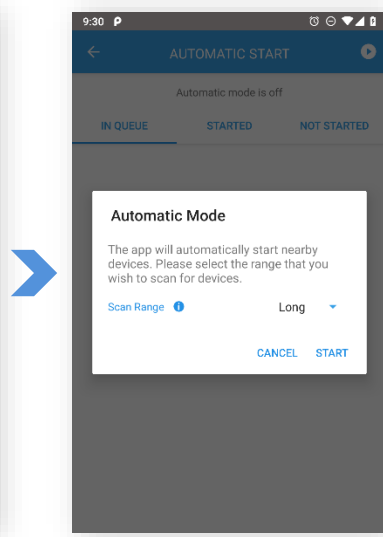 9:30
AUTOMATIC START
Automatic mode is off
IN QUEUE STARTED NOT STARTED
Automatic Mode
The app will automatically start nearby
devices. Please select the range that you
wish to scan for devices.
Scan Range Long
CANCEL START